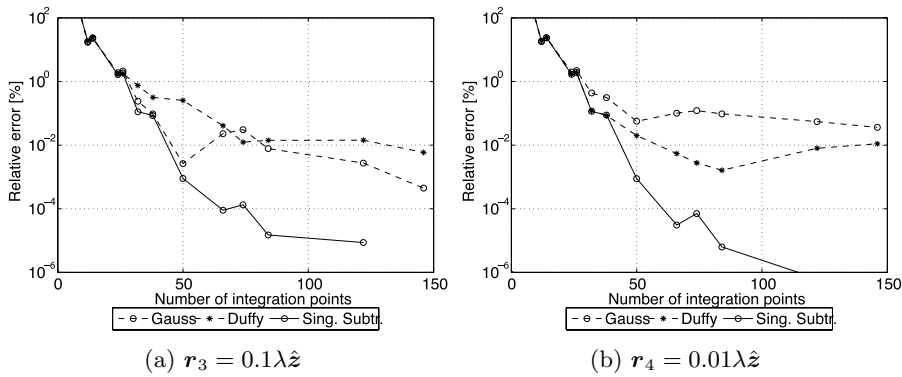 10^2
10^0
10^-2
10^-4
10^-6
Relative error [%]
0 50 100 150
Number of integration points
Gauss Duffy Sing. Subtr.
(a) r_3 = 0.1λẑ
10^2
10^0
10^-2
10^-4
10^-6
Relative error [%]
0 50 100 150
Number of integration points
Gauss Duffy Sing. Subtr.
(b) r_4 = 0.01λẑ